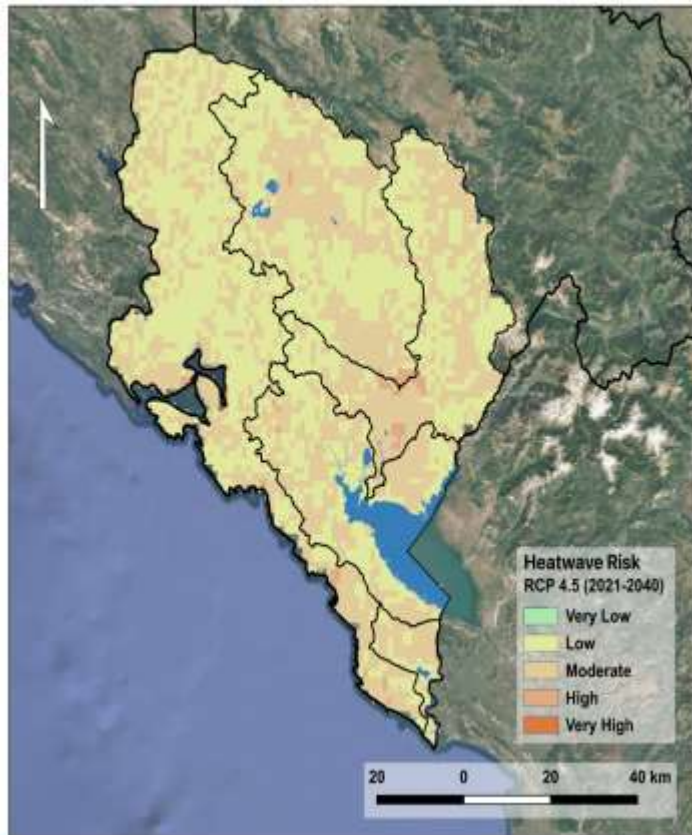 Heatwave Risk
RCP 4.5 (2021-2040)
Very Low
Low
Moderate
High
Very High
20 0 20 40 km